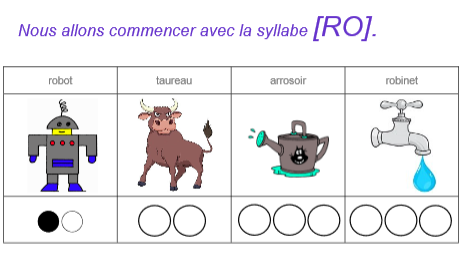 Nous allons commencer avec la syllabe [RO].
robot taureau arrosoir robinet